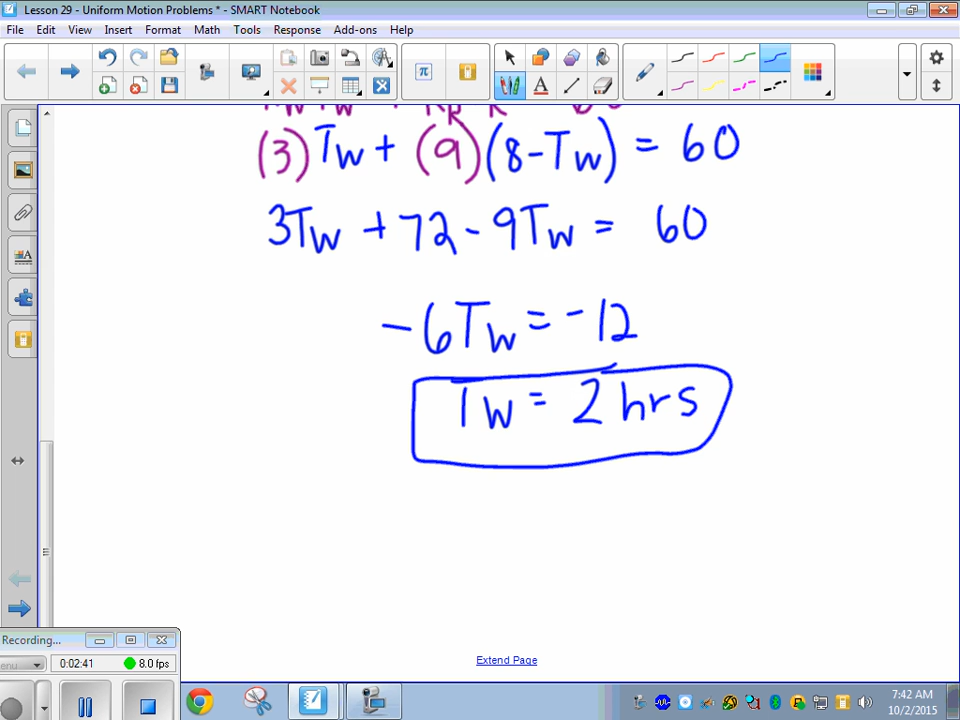 Lesson 29 - Uniform Motion Problems * - SMART Notebook
File Edit View Insert Format Math Tools Response Add-ons Help
(3)Tw + (9)(8-Tw) = 60
3Tw + 72 - 9Tw = 60
-6Tw = -12
Tw = 2 hrs
Extend Page
Recording...
enu
0:02:41 8.0 fps
7:42 AM
10/2/2015